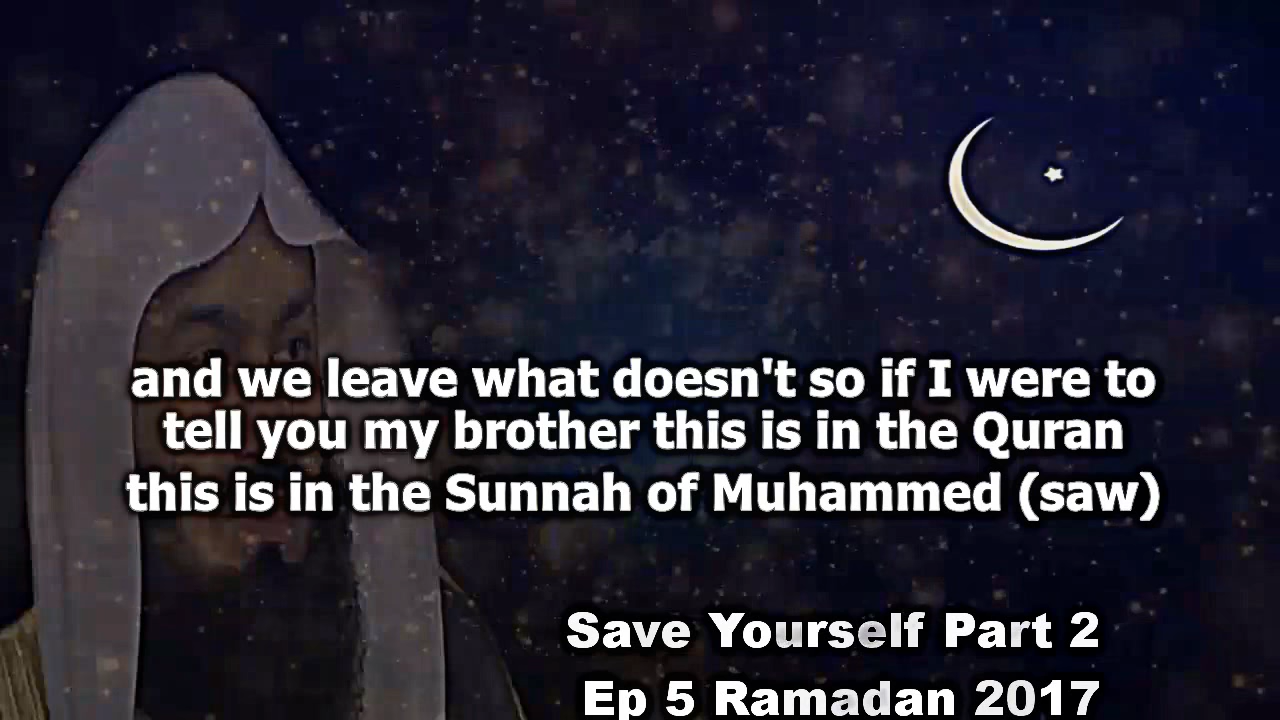 and we leave what doesn't so if I were to
tell you my brother this is in the Quran
this is in the Sunnah of Muhammed (saw)
Save Yourself Part 2
Ep 5 Ramadan 2017